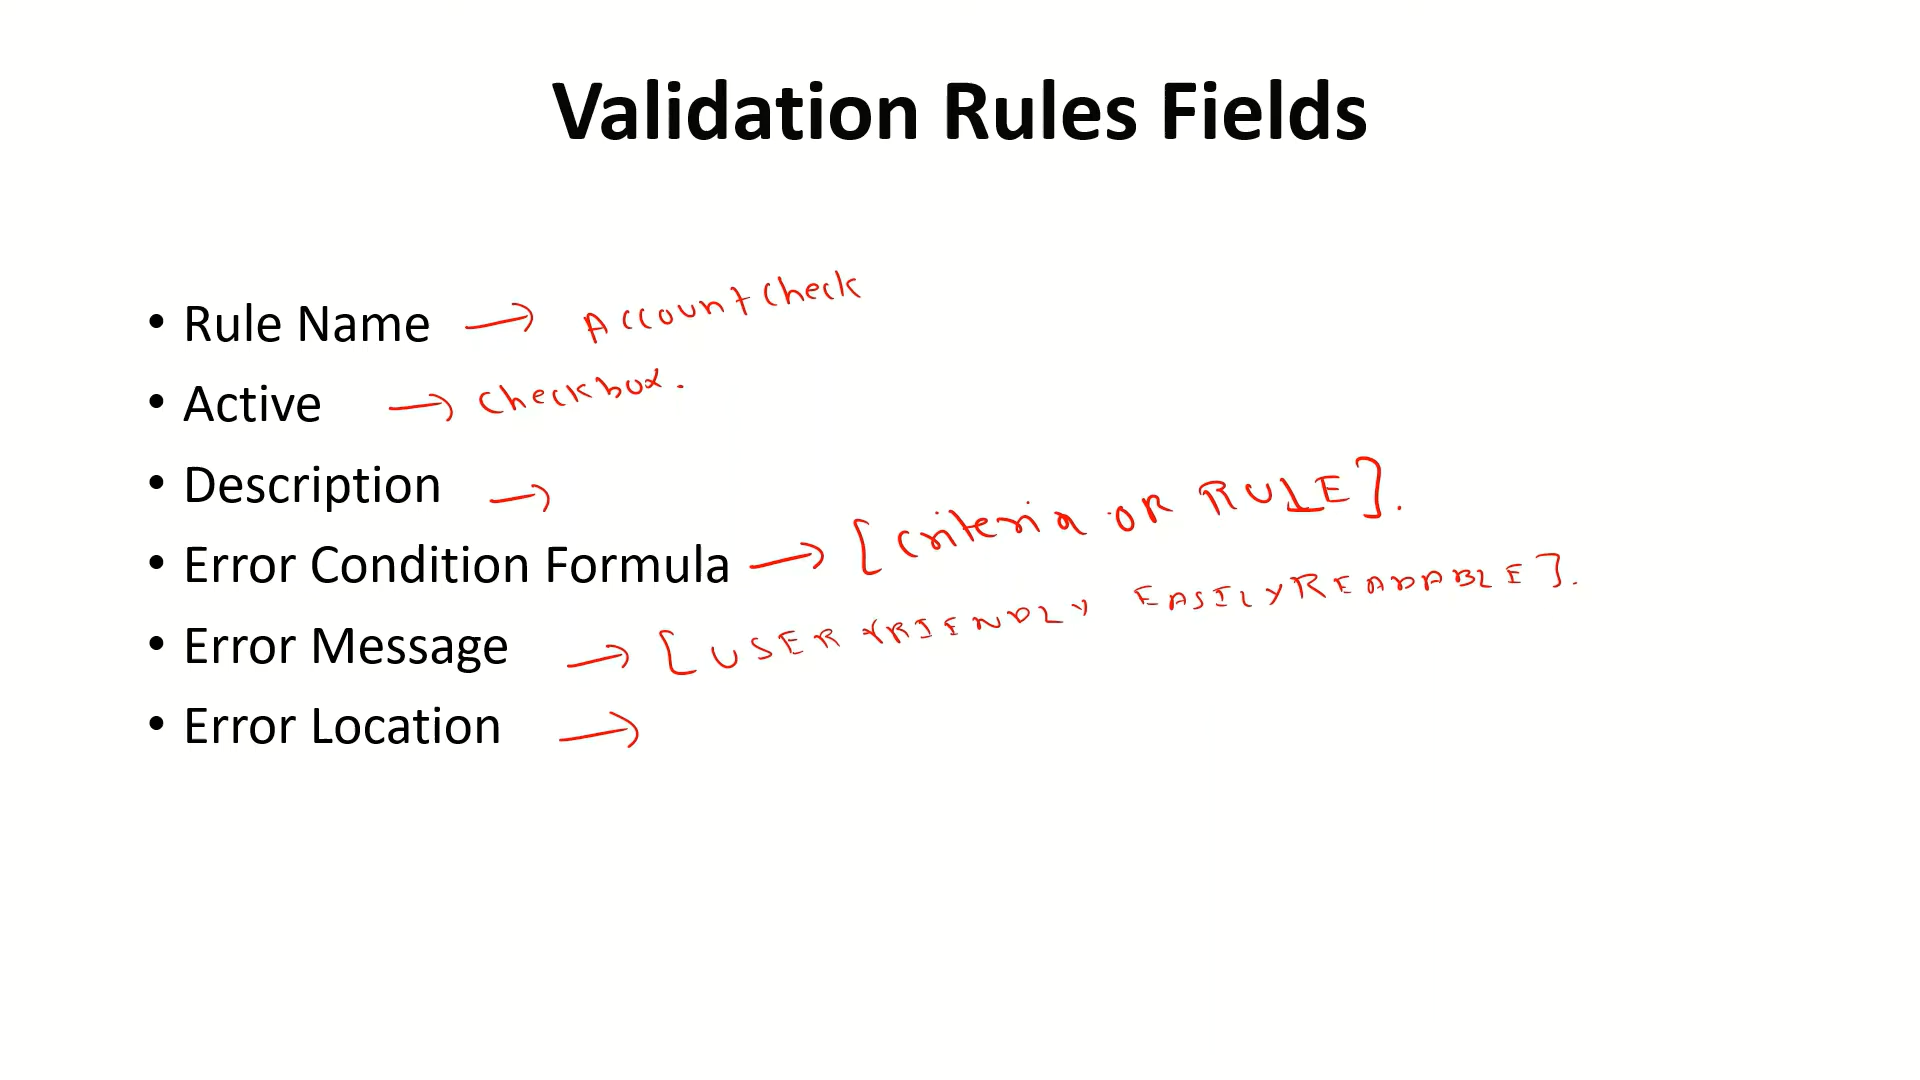 Validation Rules Fields
• Rule Name → Account Check
• Active → Checkbox.
• Description →
• Error Condition Formula → [Criteria OR RULE].
• Error Message → [USER FRIENDLY EASILY READABLE].
• Error Location →